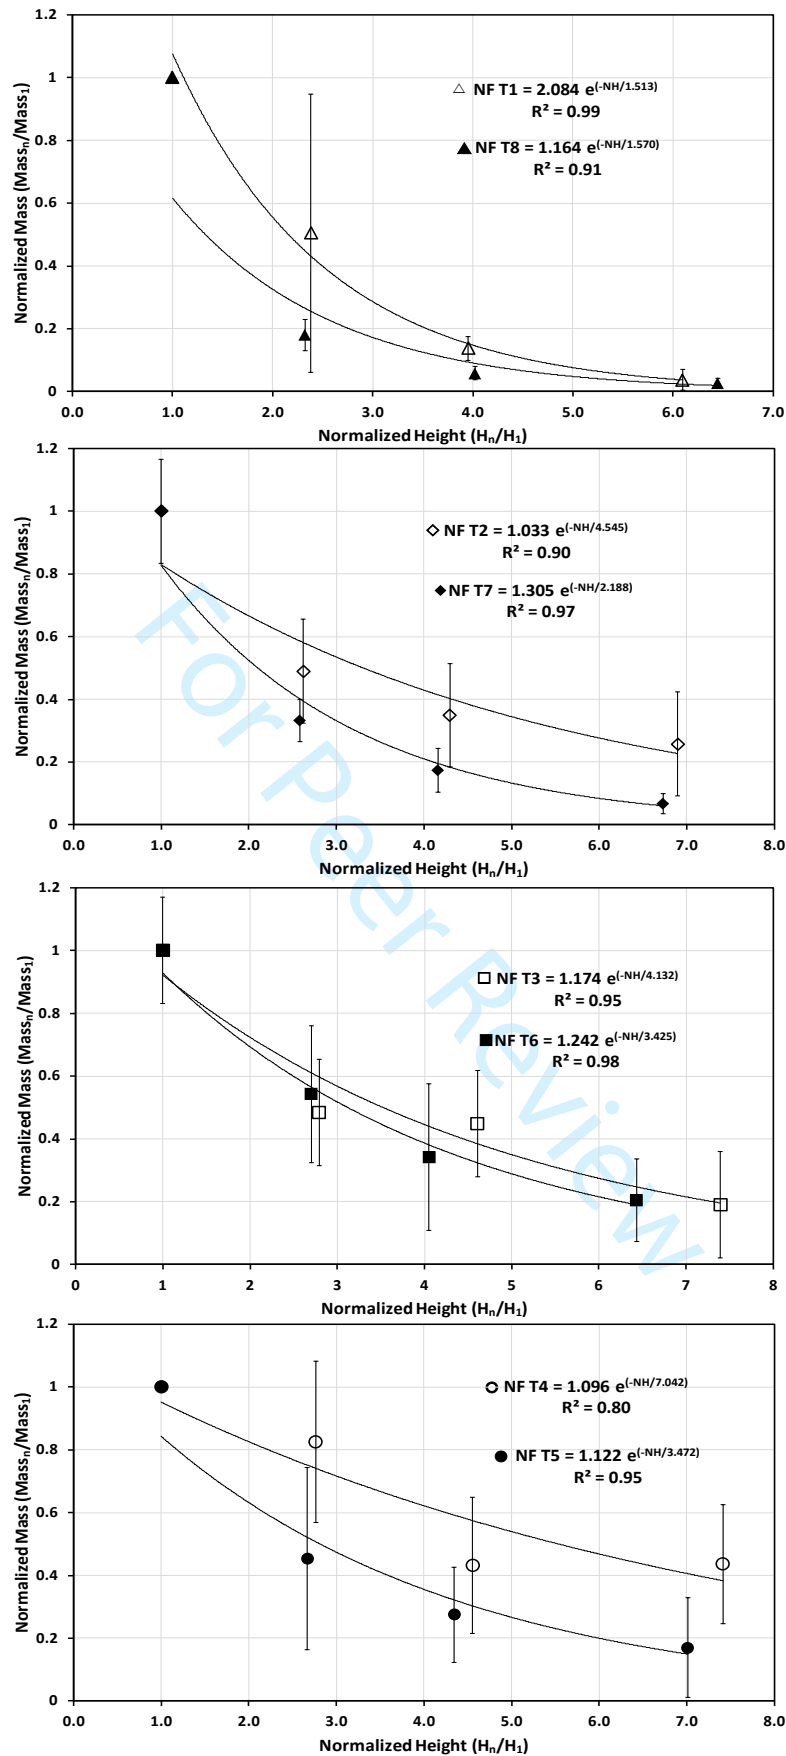 1.2
1
0.8
0.6
0.4
0.2
0
Normalized Mass (Massₙ/Mass₁)
NF T1 = 2.084 e^(-NH/1.513)
R² = 0.99
NF T8 = 1.164 e^(-NH/1.570)
R² = 0.91
0.0 1.0 2.0 3.0 4.0 5.0 6.0 7.0
Normalized Height (Hₙ/H₁)
1.2
1
0.8
0.6
0.4
0.2
0
Normalized Mass (Massₙ/Mass₁)
NF T2 = 1.033 e^(-NH/4.545)
R² = 0.90
NF T7 = 1.305 e^(-NH/2.188)
R² = 0.97
0.0 1.0 2.0 3.0 4.0 5.0 6.0 7.0 8.0
Normalized Height (Hₙ/H₁)
1.2
1
0.8
0.6
0.4
0.2
0
Normalized Mass (Massₙ/Mass₁)
NF T3 = 1.174 e^(-NH/4.132)
R² = 0.95
NF T6 = 1.242 e^(-NH/3.425)
R² = 0.98
0 1 2 3 4 5 6 7 8
Normalized Height (Hₙ/H₁)
1.2
1
0.8
0.6
0.4
0.2
0
Normalized Mass (Massₙ/Mass₁)
NF T4 = 1.096 e^(-NH/7.042)
R² = 0.80
NF T5 = 1.122 e^(-NH/3.472)
R² = 0.95
0.0 1.0 2.0 3.0 4.0 5.0 6.0 7.0 8.0
Normalized Height (Hₙ/H₁)
For Peer Review